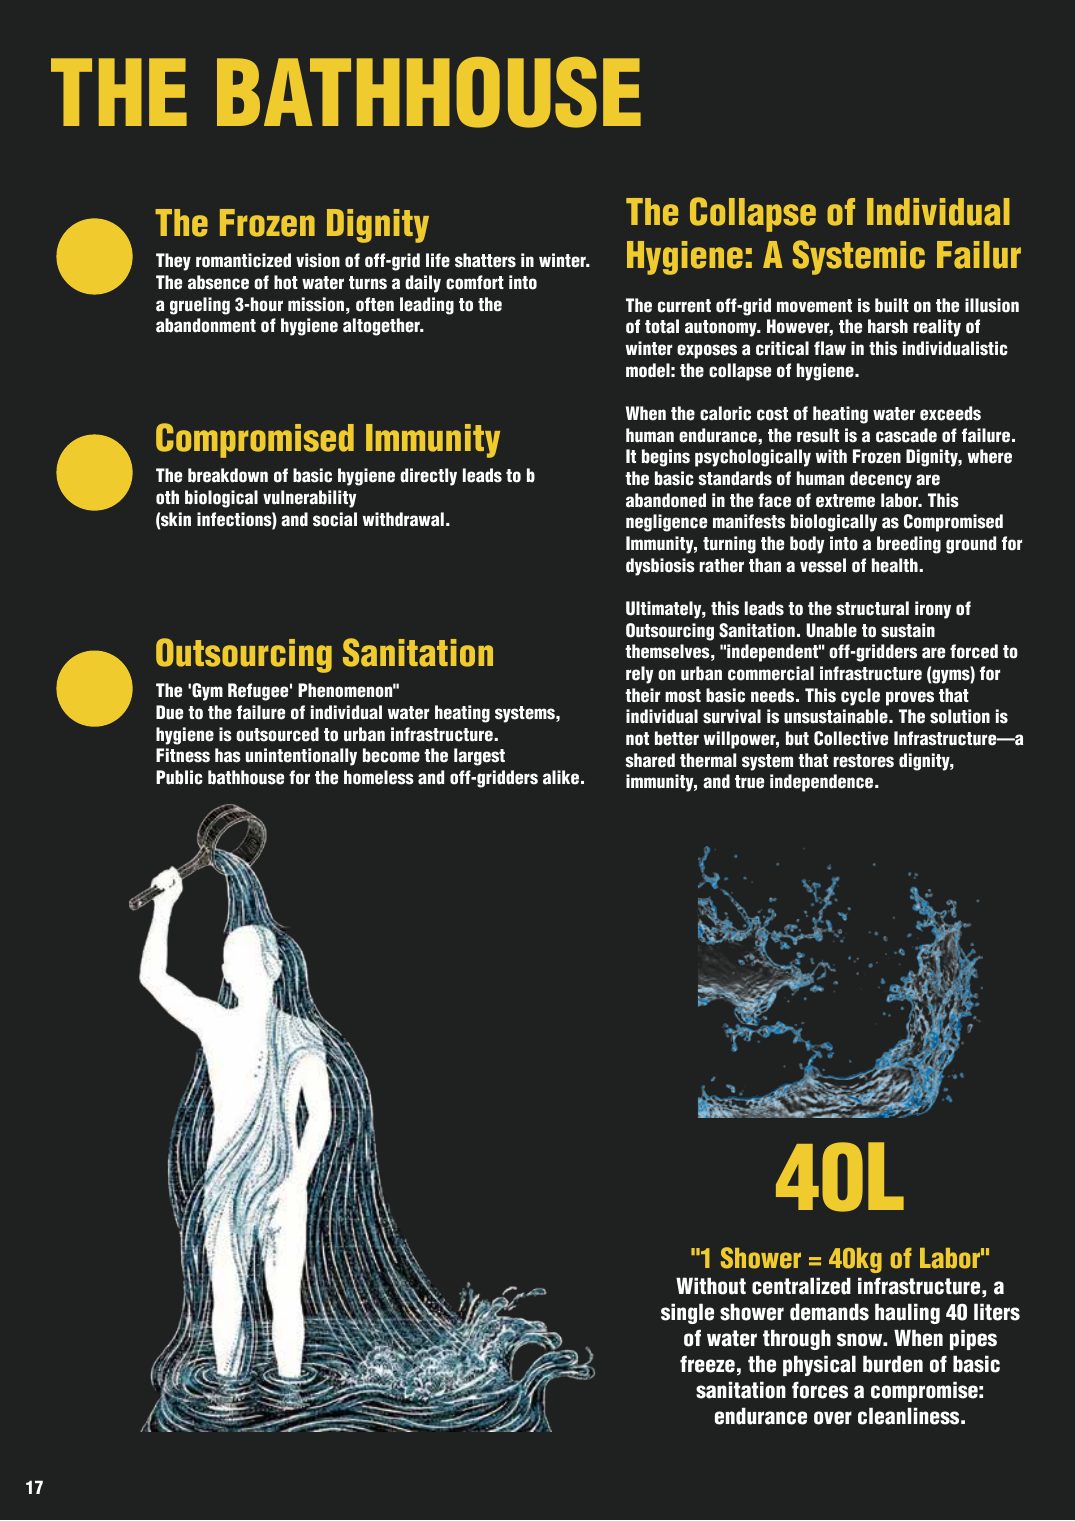 THE BATHHOUSE
The Frozen Dignity
They romanticized vision of off-grid life shatters in winter.
The absence of hot water turns a daily comfort into
a grueling 3-hour mission, often leading to the
abandonment of hygiene altogether.
Compromised Immunity
The breakdown of basic hygiene directly leads to b
oth biological vulnerability
(skin infections) and social withdrawal.
Outsourcing Sanitation
The 'Gym Refugee' Phenomenon"
Due to the failure of individual water heating systems,
hygiene is outsourced to urban infrastructure.
Fitness has unintentionally become the largest
Public bathhouse for the homeless and off-gridders alike.
The Collapse of Individual
Hygiene: A Systemic Failur
The current off-grid movement is built on the illusion
of total autonomy. However, the harsh reality of
winter exposes a critical flaw in this individualistic
model: the collapse of hygiene.
When the caloric cost of heating water exceeds
human endurance, the result is a cascade of failure.
It begins psychologically with Frozen Dignity, where
the basic standards of human decency are
abandoned in the face of extreme labor. This
negligence manifests biologically as Compromised
Immunity, turning the body into a breeding ground for
dysbiosis rather than a vessel of health.
Ultimately, this leads to the structural irony of
Outsourcing Sanitation. Unable to sustain
themselves, "independent" off-gridders are forced to
rely on urban commercial infrastructure (gyms) for
their most basic needs. This cycle proves that
individual survival is unsustainable. The solution is
not better willpower, but Collective Infrastructure—a
shared thermal system that restores dignity,
immunity, and true independence.
40L
"1 Shower = 40kg of Labor"
Without centralized infrastructure, a
single shower demands hauling 40 liters
of water through snow. When pipes
freeze, the physical burden of basic
sanitation forces a compromise:
endurance over cleanliness.
17